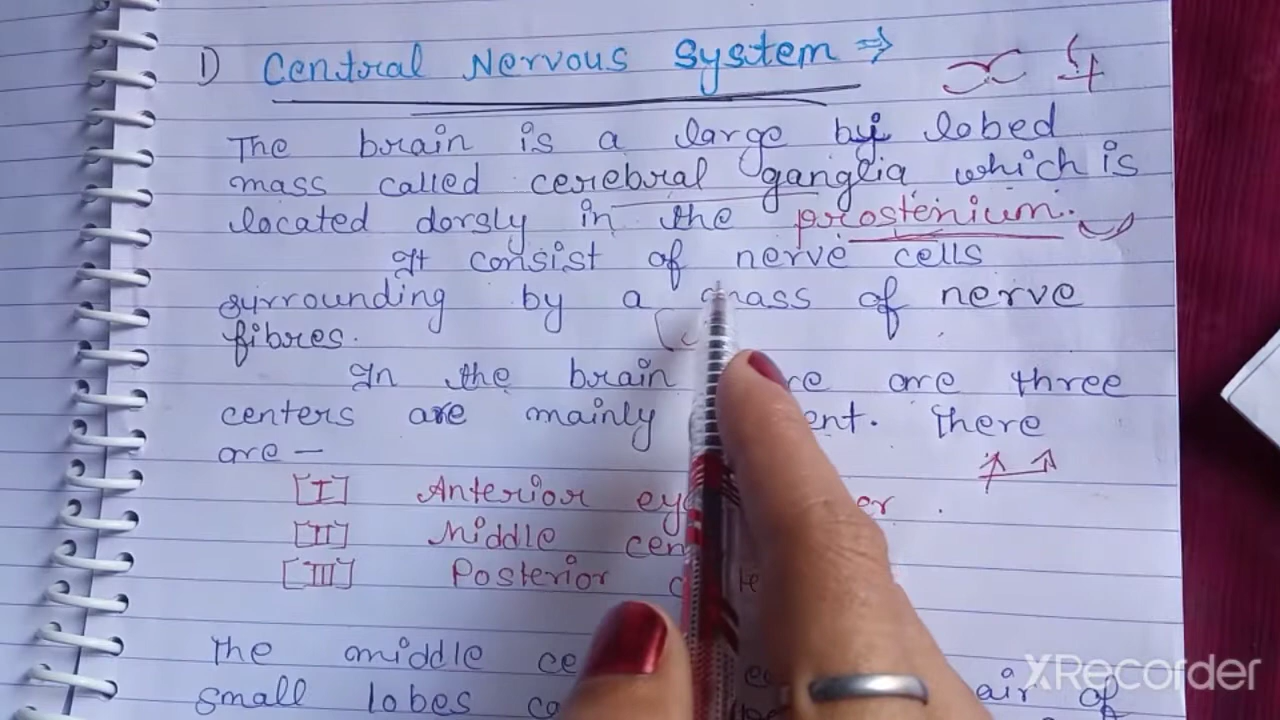 1) Central Nervous System ⇒
The brain is a large bi lobed
mass called cerebral ganglia which is
located dorsly in the prostenium.
It consist of nerve cells
surrounding by a mass of nerve
fibres.
In the brain are three
centers are mainly There
are —
[I] Anterior
[II] Middle
[III] Posterior
The middle
small lobes of
XRecorder